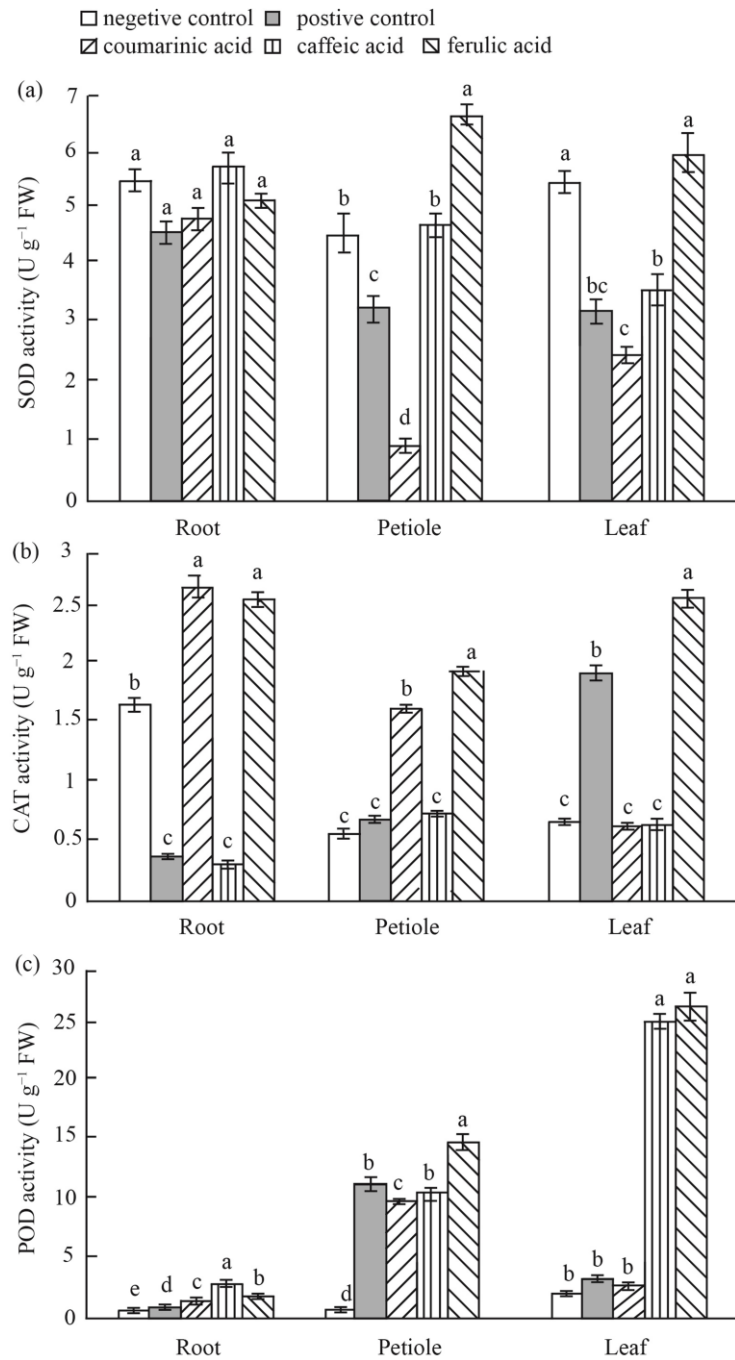 negetive control postive control
coumarinic acid caffeic acid ferulic acid
(a)
SOD activity (U g⁻¹ FW)
7
6
5
4
3
2
1
0
a a a a a
b c d b a
a bc c b a
Root Petiole Leaf
(b)
CAT activity (U g⁻¹ FW)
3
2.5
2
1.5
1
0.5
0
b c a c a
c c b c a
c b c c a
Root Petiole Leaf
(c)
POD activity (U g⁻¹ FW)
30
25
20
15
10
5
0
e d c a b
d b c b a
b b b a a
Root Petiole Leaf